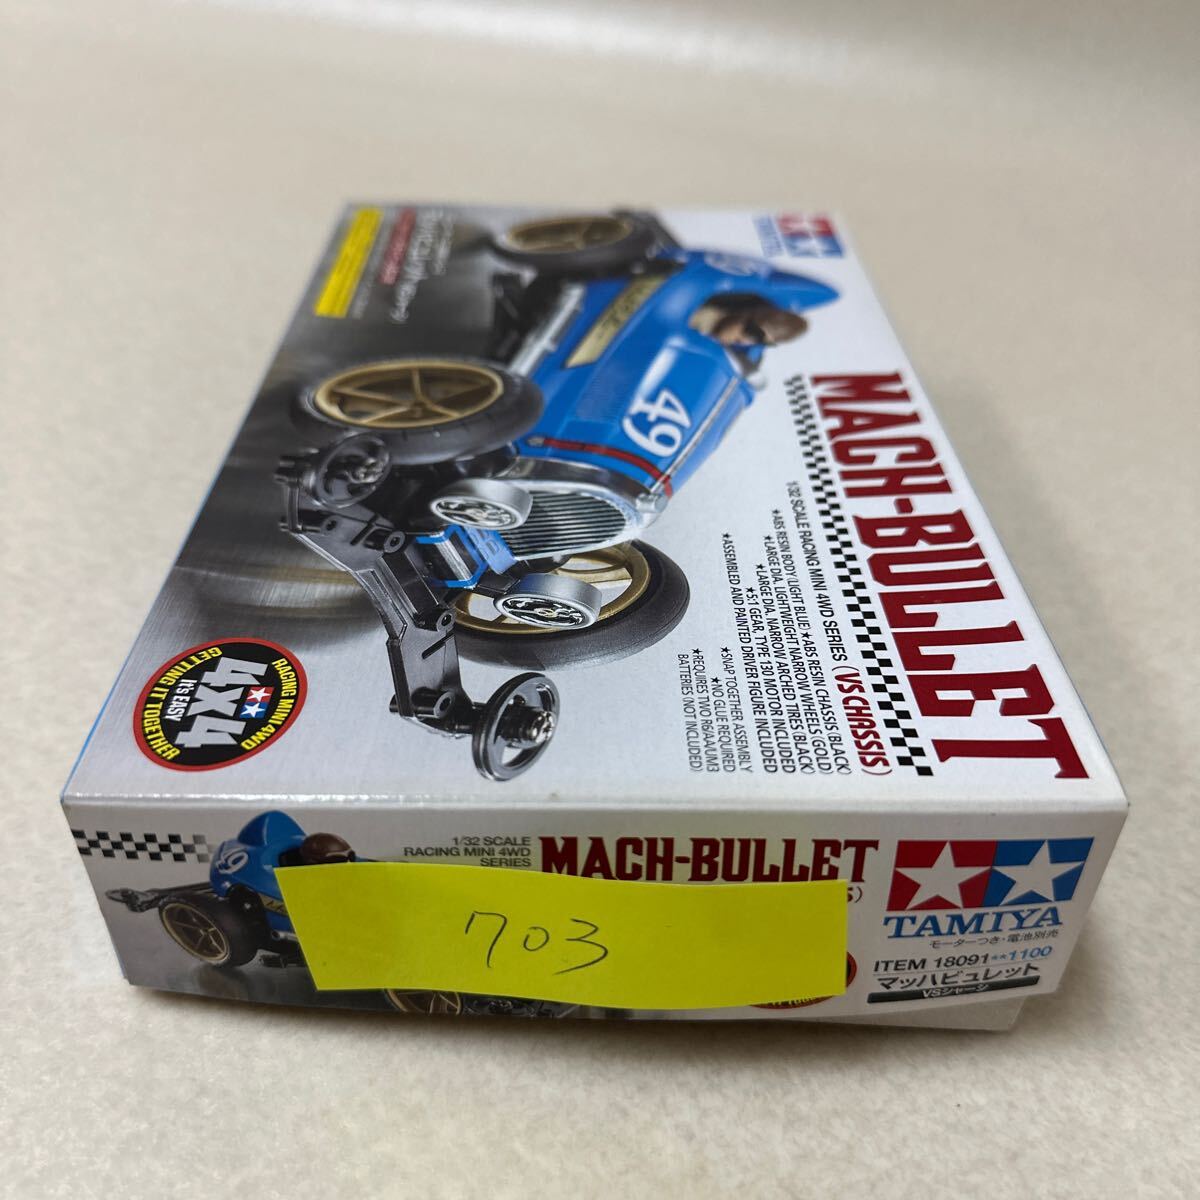 TAMIYA
MACH-BULLET
1/32 SCALE RACING MINI 4WD SERIES (VS CHASSIS)
★ABS RESIN BODY (LIGHT BLUE) ★ABS RESIN CHASSIS (BLACK)
★LARGE DIA. LIGHTWEIGHT NARROW WHEELS (GOLD)
★LARGE DIA. NARROW ARCHED TIRES (BLACK)
★5:1 GEAR, TYPE 130 MOTOR INCLUDED
★ASSEMBLED AND PAINTED DRIVER FIGURE INCLUDED
★SNAP TOGETHER ASSEMBLY
★NO GLUE REQUIRED
★REQUIRES TWO R6/AA/UM3
BATTERIES (NOT INCLUDED)
49
RACING MINI 4WD
4x4
IT'S EASY
GETTING IT TOGETHER
1/32 SCALE
RACING MINI 4WD
SERIES
MACH-BULLET
TAMIYA
モーターつき・電池別売
ITEM 18091**1100
マッハビュレット
VSシャーシ
703